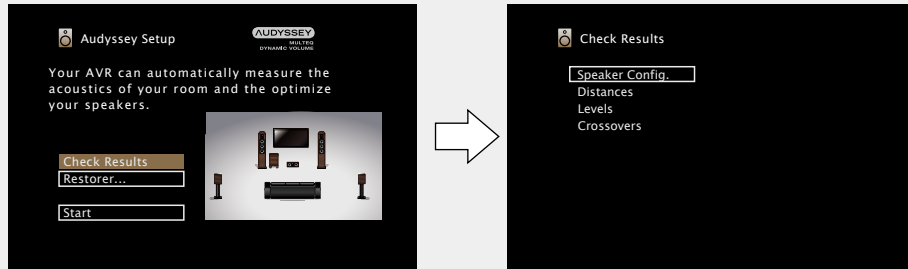 Audyssey Setup
AUDYSSEY
MULTEQ
DYNAMIC VOLUME
Your AVR can automatically measure the
acoustics of your room and the optimize
your speakers.
Check Results
Restorer...
Start
Check Results
Speaker Config.
Distances
Levels
Crossovers